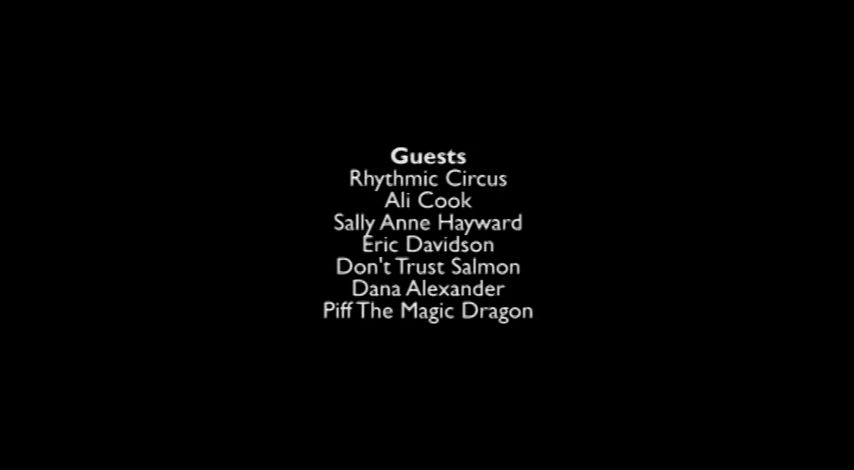 Guests
Rhythmic Circus
Ali Cook
Sally Anne Hayward
Eric Davidson
Don't Trust Salmon
Dana Alexander
Piff The Magic Dragon